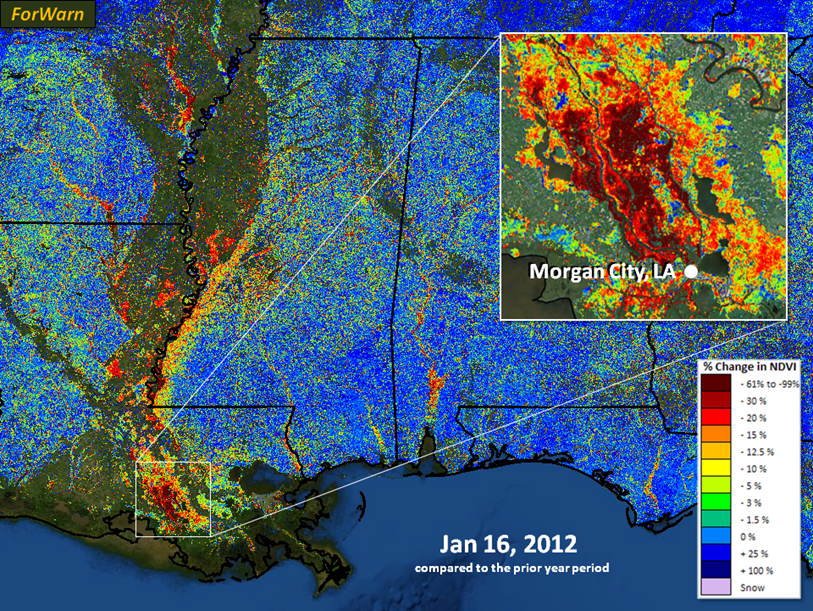 ForWarn
Morgan City, LA
% Change in NDVI
- 61% to -99%
- 30 %
- 20 %
- 15 %
- 12.5 %
- 10 %
- 5 %
- 3 %
- 1.5 %
0 %
+ 25 %
+ 100 %
Snow
Jan 16, 2012
compared to the prior year period